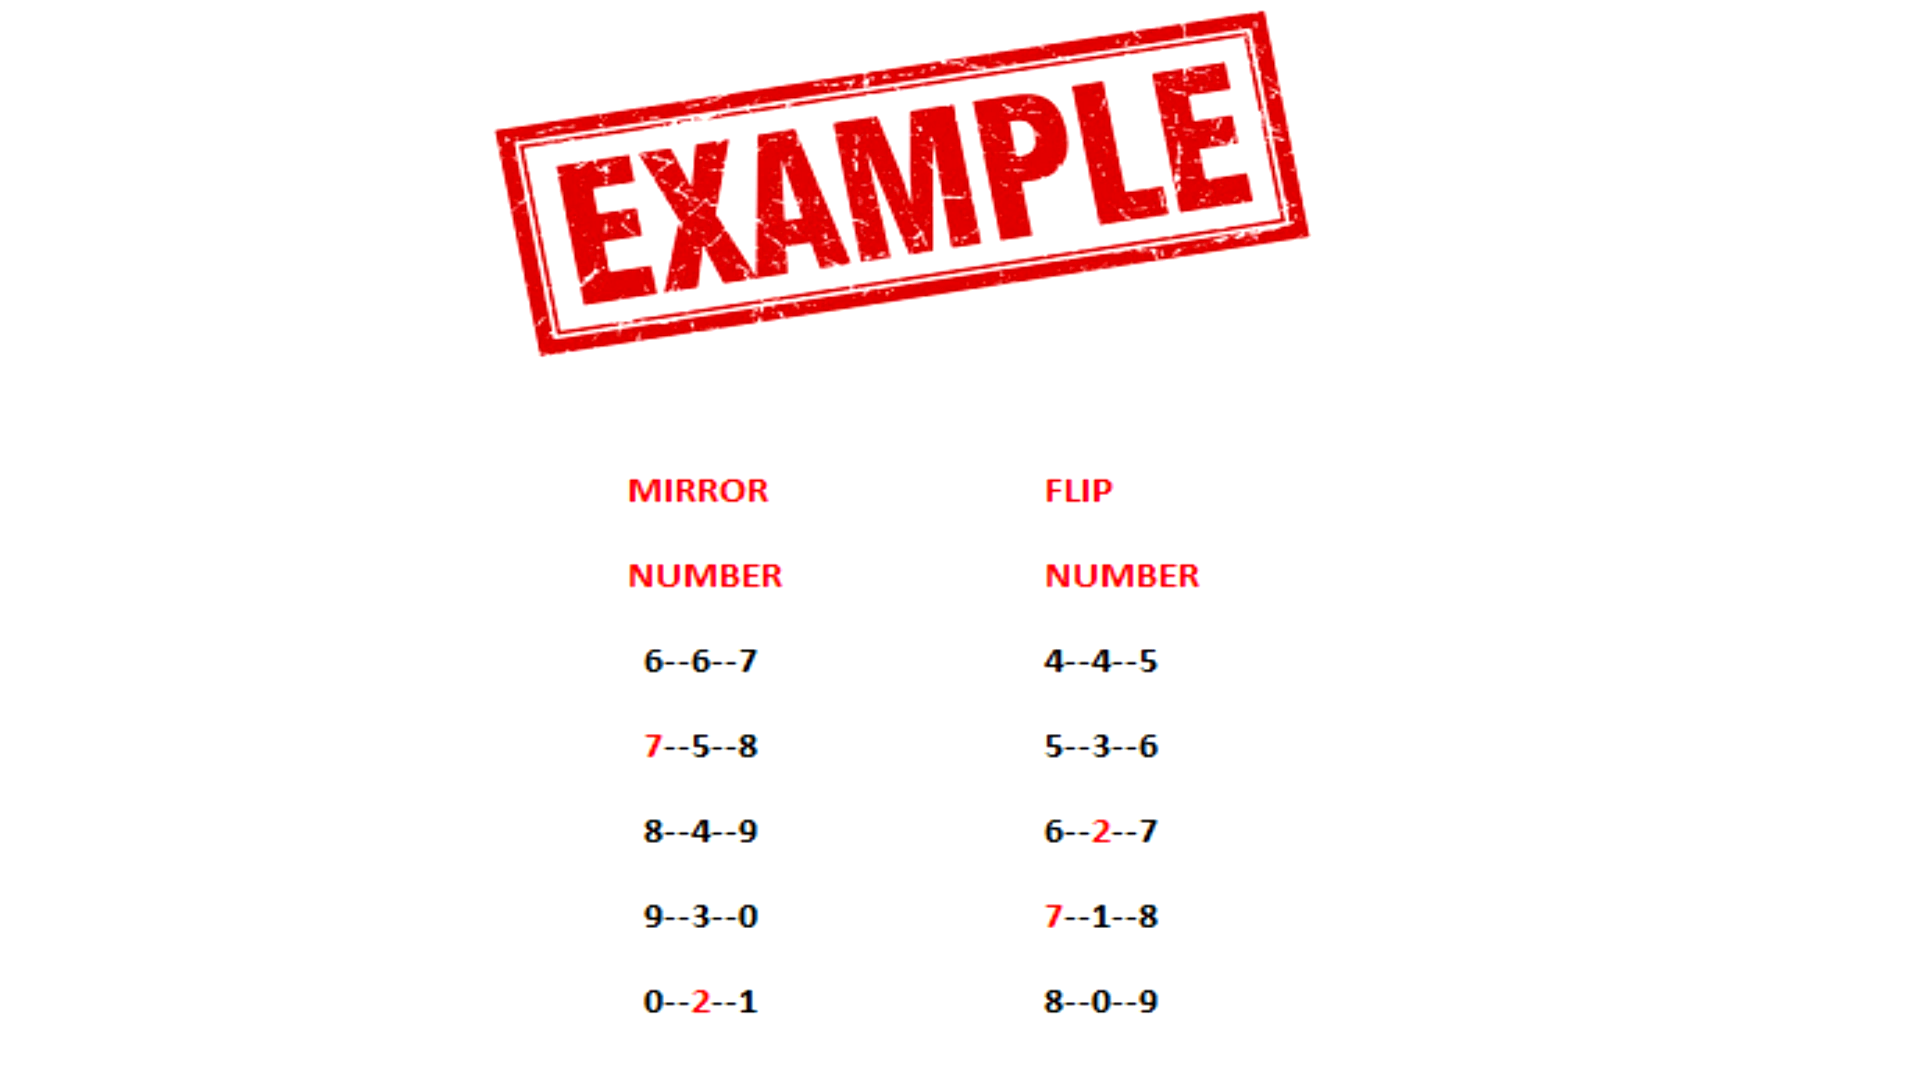 EXAMPLE
MIRROR FLIP
NUMBER NUMBER
6--6--7 4--4--5
7--5--8 5--3--6
8--4--9 6--2--7
9--3--0 7--1--8
0--2--1 8--0--9